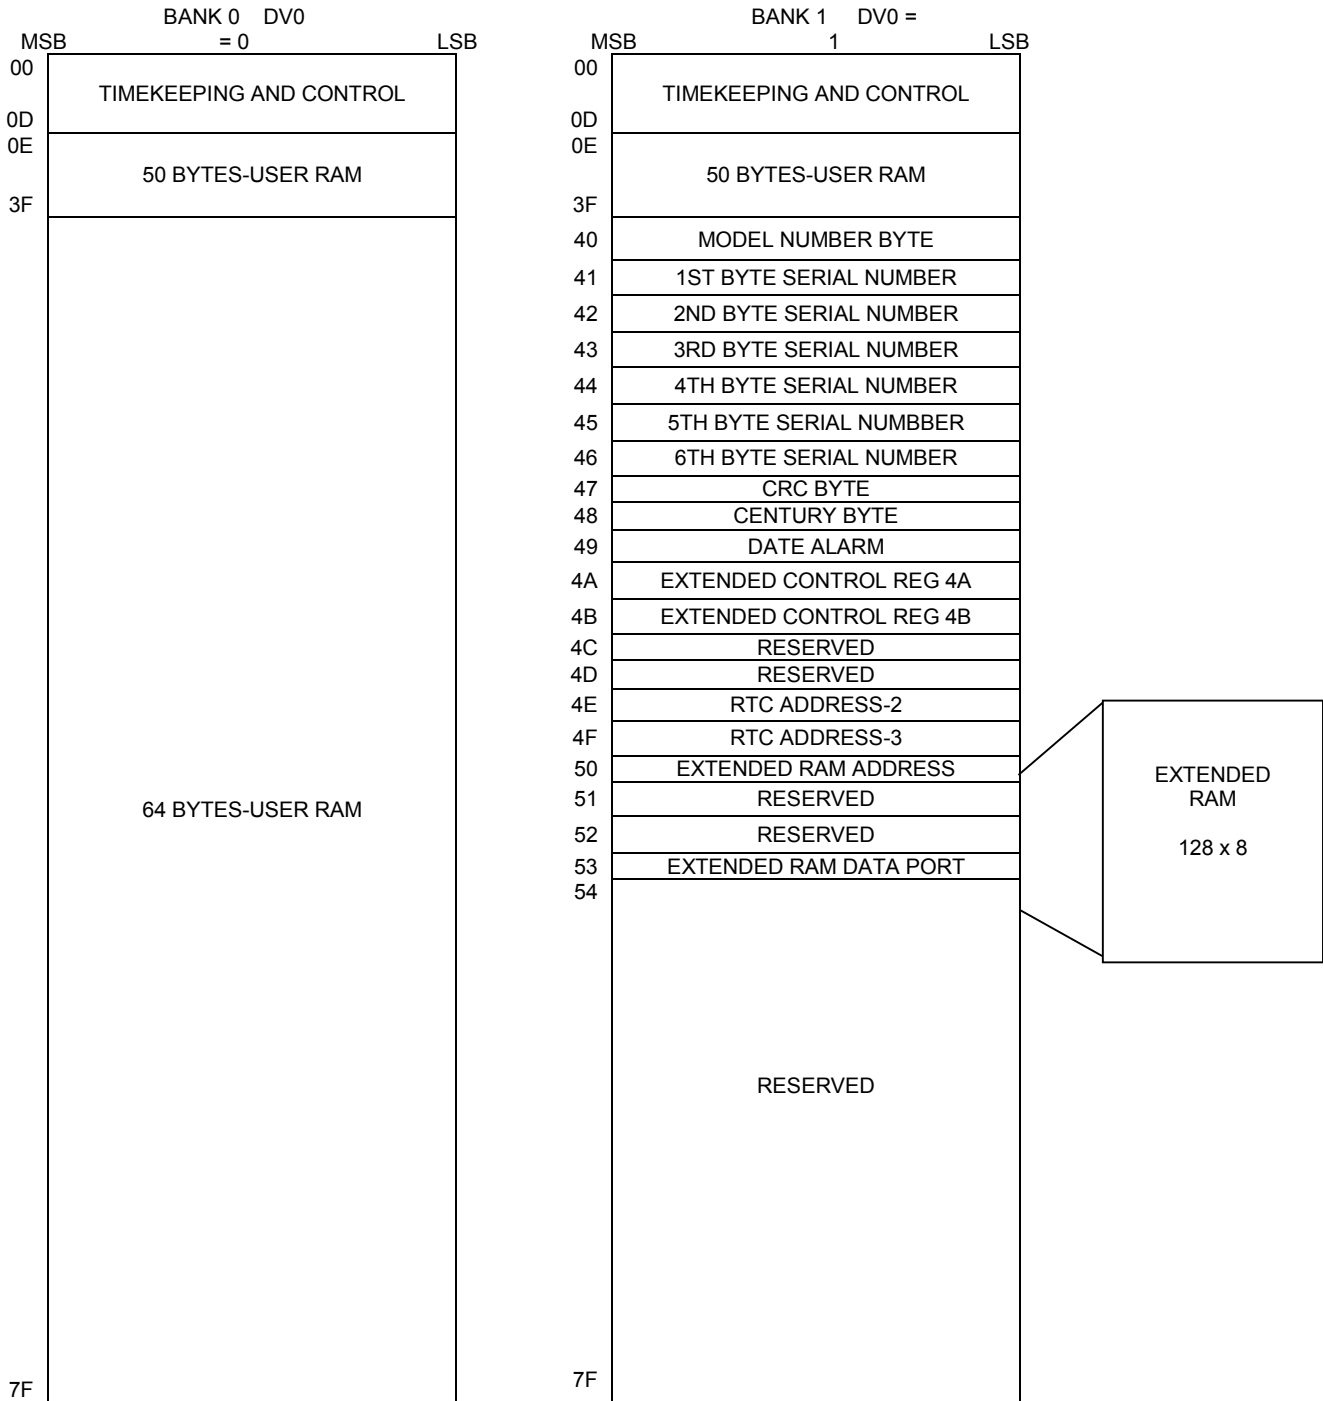 BANK 0 DV0
= 0
MSB LSB
00
TIMEKEEPING AND CONTROL
0D
0E
50 BYTES-USER RAM
3F
64 BYTES-USER RAM
7F
BANK 1 DV0 =
1
MSB LSB
00
TIMEKEEPING AND CONTROL
0D
0E
50 BYTES-USER RAM
3F
40 MODEL NUMBER BYTE
41 1ST BYTE SERIAL NUMBER
42 2ND BYTE SERIAL NUMBER
43 3RD BYTE SERIAL NUMBER
44 4TH BYTE SERIAL NUMBER
45 5TH BYTE SERIAL NUMBBER
46 6TH BYTE SERIAL NUMBER
47 CRC BYTE
48 CENTURY BYTE
49 DATE ALARM
4A EXTENDED CONTROL REG 4A
4B EXTENDED CONTROL REG 4B
4C RESERVED
4D RESERVED
4E RTC ADDRESS-2
4F RTC ADDRESS-3
50 EXTENDED RAM ADDRESS
51 RESERVED
52 RESERVED
53 EXTENDED RAM DATA PORT
54
RESERVED
7F
EXTENDED
RAM
128 x 8